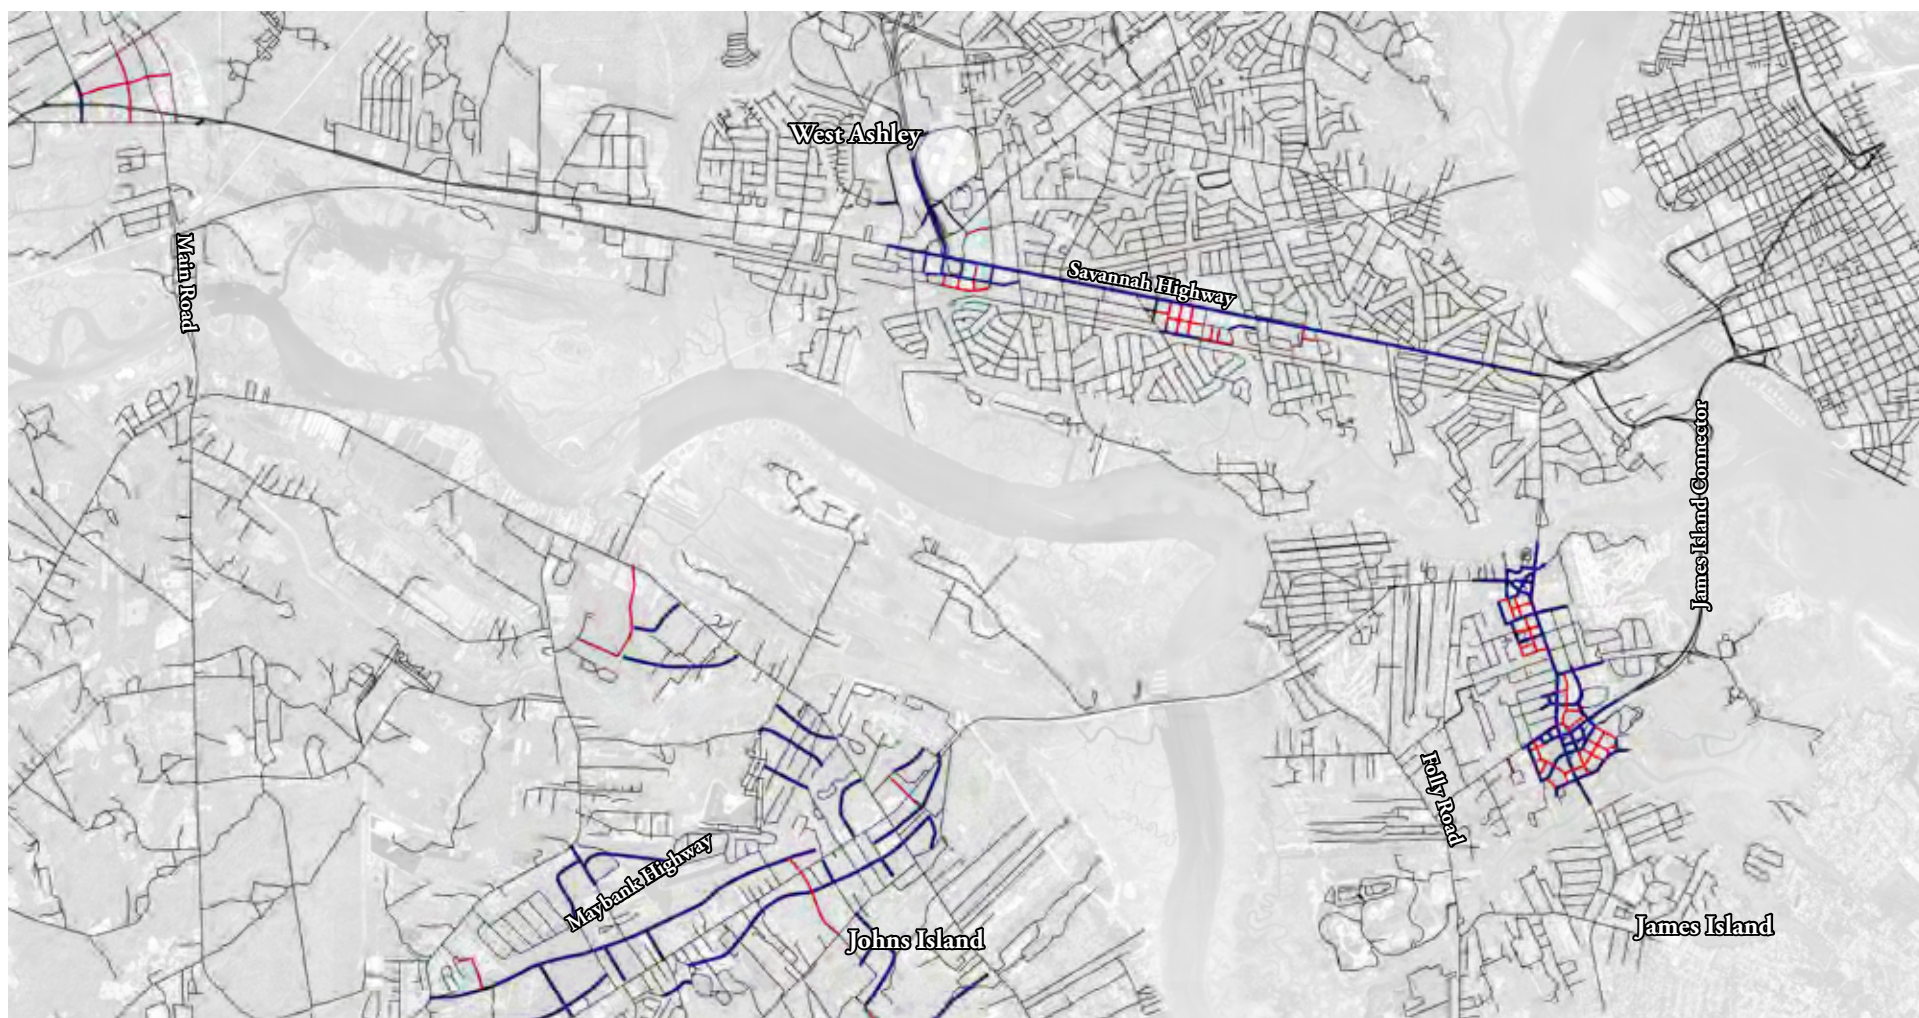 West Ashley
Main Road
Savannah Highway
James Island Connector
Folly Road
Maybank Highway
James Island
Johns Island